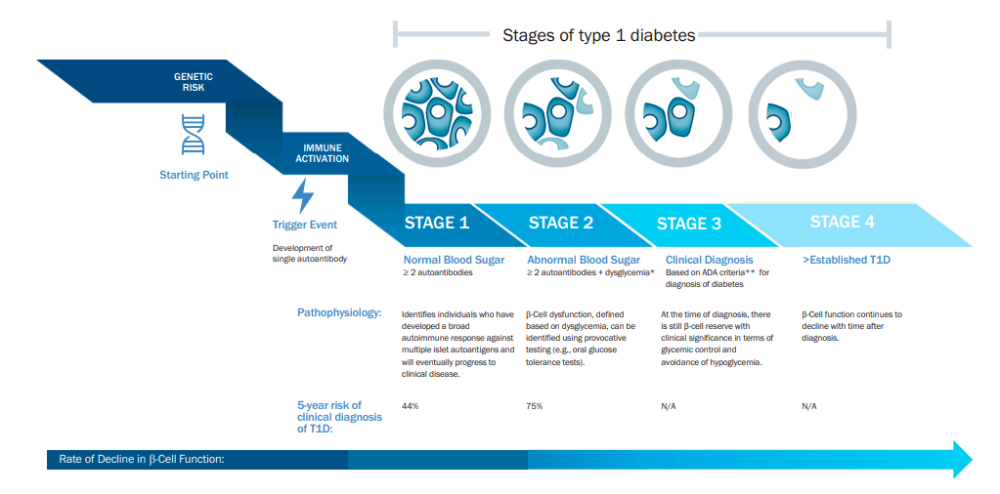 Stages of type 1 diabetes
GENETIC
RISK
Starting Point
IMMUNE
ACTIVATION
Trigger Event
Development of
single autoantibody
STAGE 1
STAGE 2
STAGE 3
STAGE 4
Normal Blood Sugar
≥ 2 autoantibodies
Abnormal Blood Sugar
≥ 2 autoantibodies + dysglycemia*
Clinical Diagnosis
Based on ADA criteria** for
diagnosis of diabetes
>Established T1D
Pathophysiology:
Identifies individuals who have
developed a broad
autoimmune response against
multiple islet autoantigens and
will eventually progress to
clinical disease.
β-Cell dysfunction, defined
based on dysglycemia, can be
identified using provocative
testing (e.g., oral glucose
tolerance tests).
At the time of diagnosis, there
is still β-cell reserve with
clinical significance in terms of
glycemic control and
avoidance of hypoglycemia.
β-Cell function continues to
decline with time after
diagnosis.
5-year risk of
clinical diagnosis
of T1D:
44%
75%
N/A
N/A
Rate of Decline in β-Cell Function: